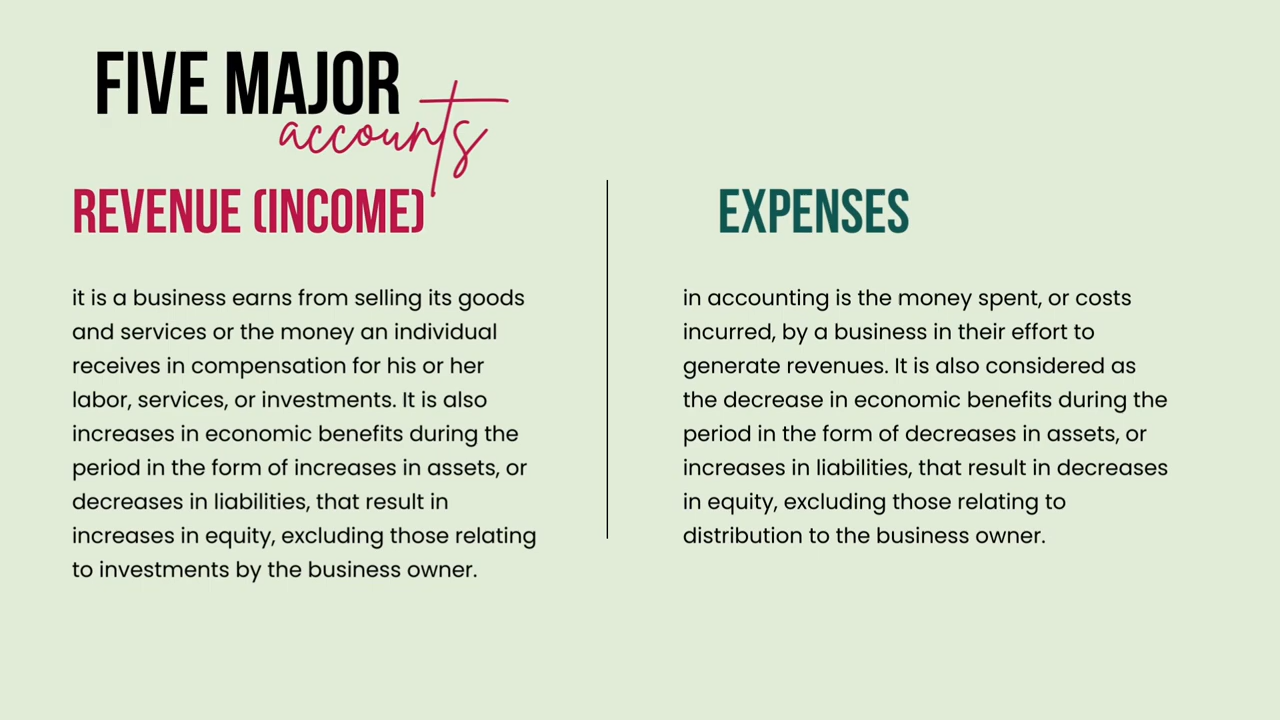 FIVE MAJOR
accounts
REVENUE (INCOME)
it is a business earns from selling its goods
and services or the money an individual
receives in compensation for his or her
labor, services, or investments. It is also
increases in economic benefits during the
period in the form of increases in assets, or
decreases in liabilities, that result in
increases in equity, excluding those relating
to investments by the business owner.
EXPENSES
in accounting is the money spent, or costs
incurred, by a business in their effort to
generate revenues. It is also considered as
the decrease in economic benefits during the
period in the form of decreases in assets, or
increases in liabilities, that result in decreases
in equity, excluding those relating to
distribution to the business owner.